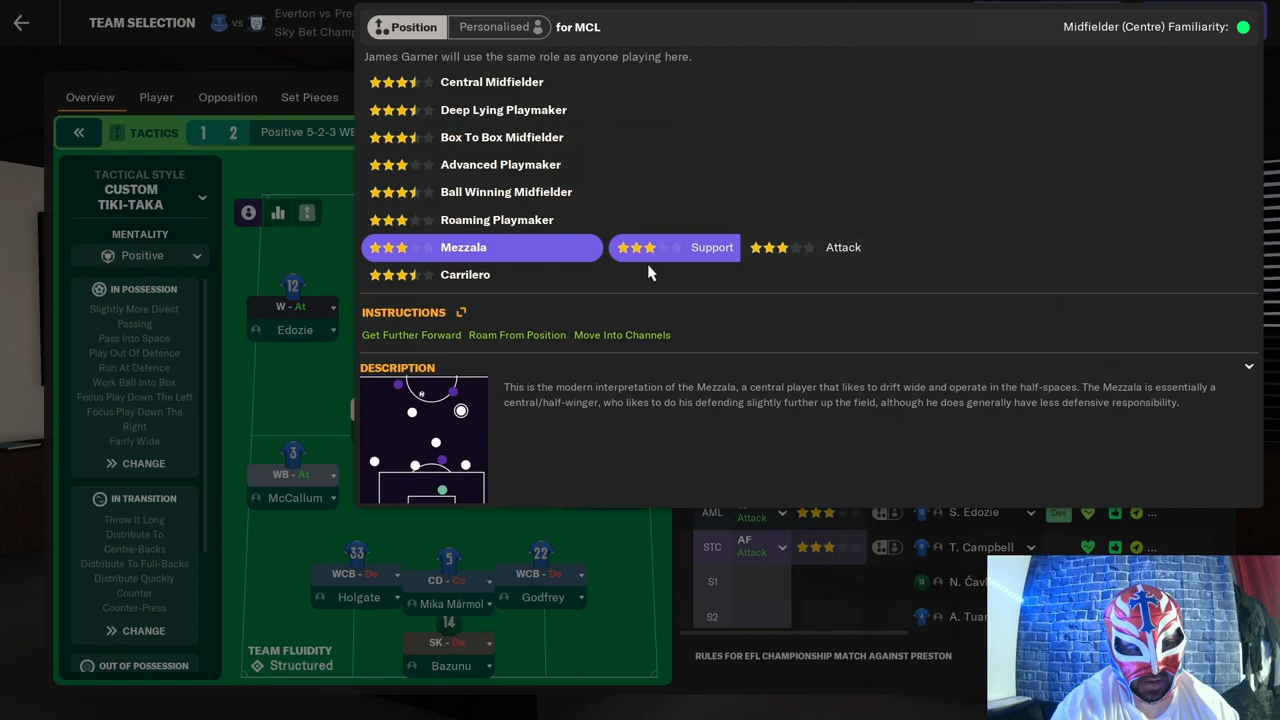 TEAM SELECTION
Everton vs Pres
Sky Bet Champ
Position Personalised for MCL
Midfielder (Centre) Familiarity:
James Garner will use the same role as anyone playing here.
Central Midfielder
Deep Lying Playmaker
Box To Box Midfielder
Advanced Playmaker
Ball Winning Midfielder
Roaming Playmaker
Mezzala Support Attack
Carrilero
INSTRUCTIONS
Get Further Forward Roam From Position Move Into Channels
DESCRIPTION
This is the modern interpretation of the Mezzala, a central player that likes to drift wide and operate in the half-spaces. The Mezzala is essentially a
central/half-winger, who likes to do his defending slightly further up the field, although he does generally have less defensive responsibility.
Overview Player Opposition Set Pieces
TACTICS 1 2 Positive 5-2-3 WB
TACTICAL STYLE
CUSTOM
TIKI-TAKA
MENTALITY
Positive
IN POSSESSION
Slightly More Direct
Passing
Pass Into Space
Play Out Of Defence
Run At Defence
Work Ball Into Box
Focus Play Down The Left
Focus Play Down The
Right
Fairly Wide
CHANGE
IN TRANSITION
Throw It Long
Distribute To
Centre-Backs
Distribute To Full-Backs
Distribute Quickly
Counter
Counter-Press
CHANGE
OUT OF POSSESSION
12
W - At
Edozie
3
WB - At
McCallum
33
WCB - De
Holgate
5
CD - Co
Mika Mármol
22
WCB - De
Godfrey
14
SK - De
Bazunu
TEAM FLUIDITY
Structured
AML Attack S. Edozie Dev ...
STC AF Attack T. Campbell ...
S1 N. Čavl
S2 A. Tuan
RULES FOR EFL CHAMPIONSHIP MATCH AGAINST PRESTON